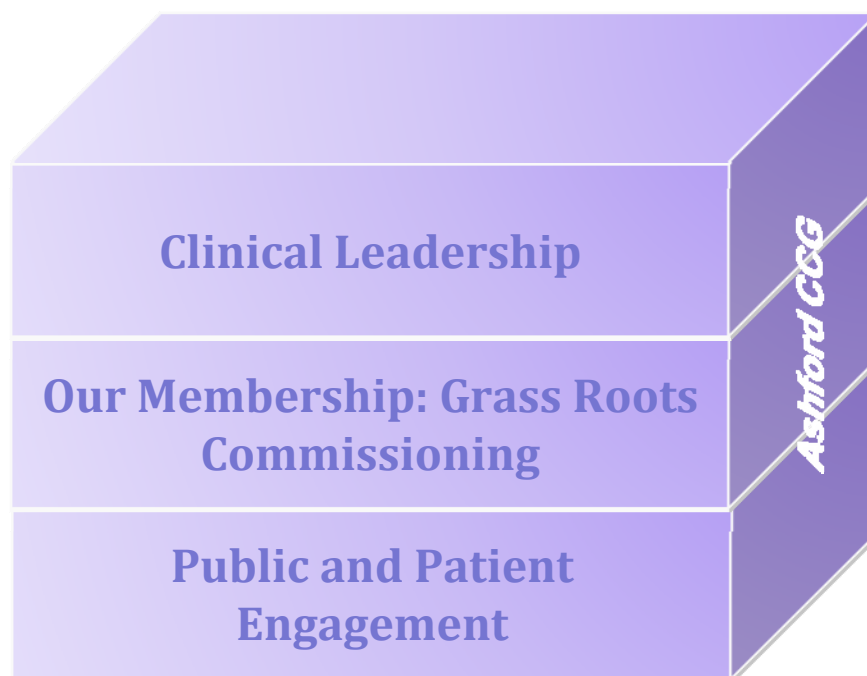 Clinical Leadership
Our Membership: Grass Roots
Commissioning
Public and Patient
Engagement
Ashford CCG